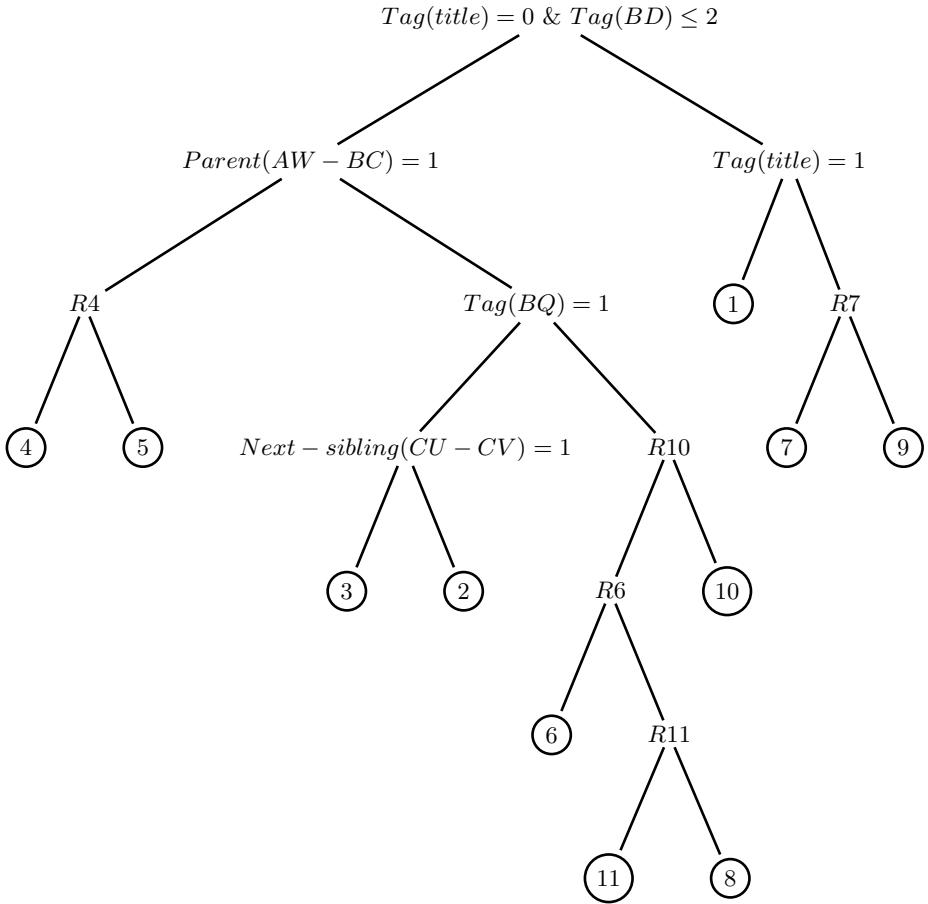 Tag(title) = 0 & Tag(BD) ≤ 2
Parent(AW − BC) = 1
Tag(title) = 1
R4
Tag(BQ) = 1
1
R7
4
5
Next − sibling(CU − CV) = 1
R10
7
9
3
2
R6
10
6
R11
11
8